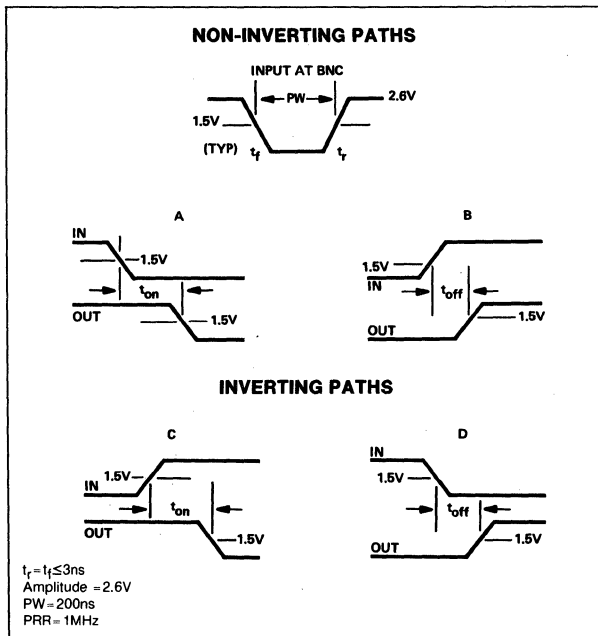 NON-INVERTING PATHS
INPUT AT BNC
PW
2.6V
1.5V
(TYP)
tf
tr
A
IN
1.5V
ton
OUT
1.5V
B
1.5V
IN
toff
OUT
1.5V
INVERTING PATHS
C
1.5V
IN
ton
OUT
1.5V
D
IN
1.5V
toff
OUT
1.5V
tr=tf≤3ns
Amplitude =2.6V
PW=200ns
PRR=1MHz